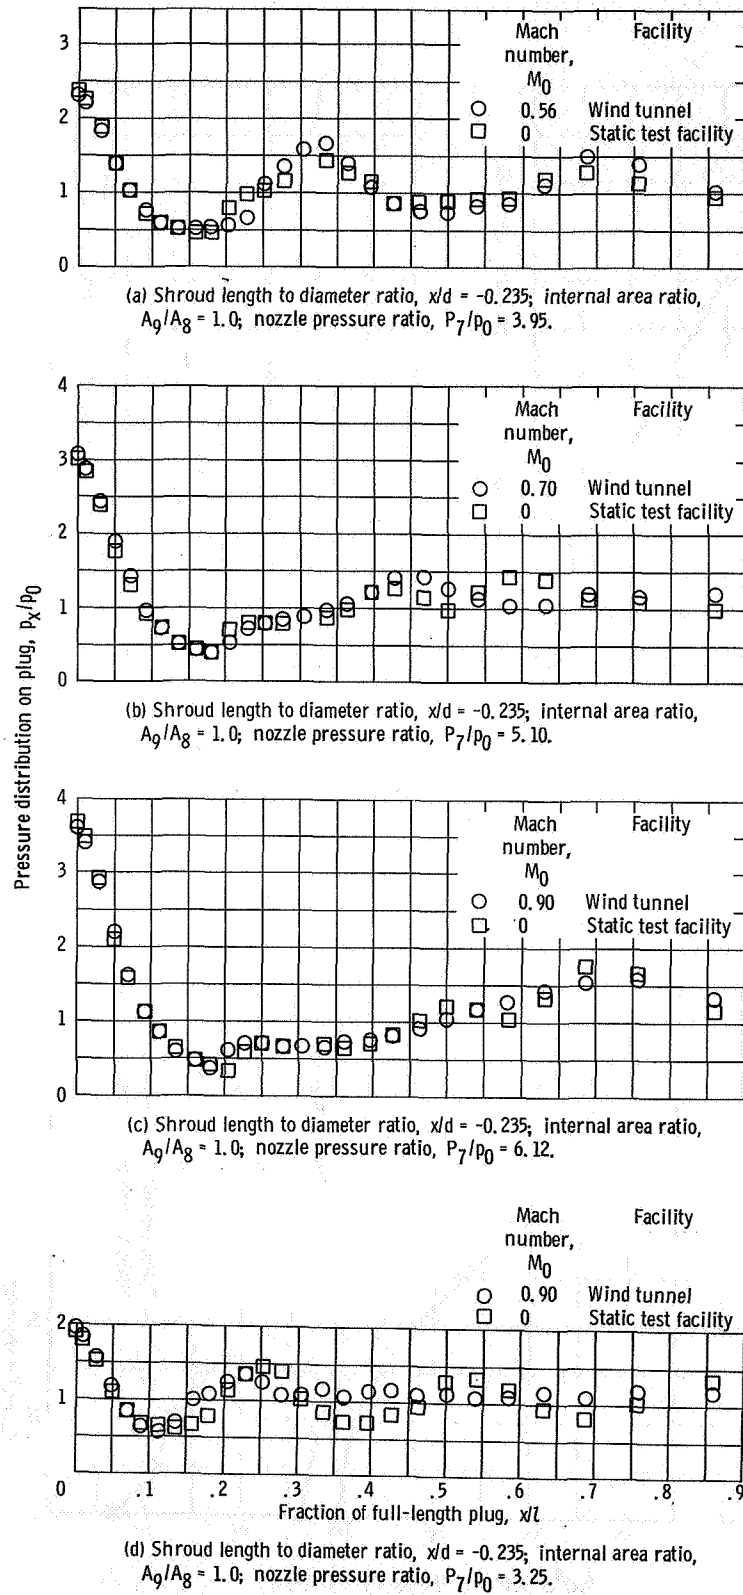 Pressure distribution on plug, pₓ/p₀
3
2
1
0
Mach number, M₀
Facility
0.56 Wind tunnel
0 Static test facility
(a) Shroud length to diameter ratio, x/d = -0.235; internal area ratio,
A₉/A₈ = 1.0; nozzle pressure ratio, P₇/p₀ = 3.95.
4
3
2
1
0
Mach number, M₀
Facility
0.70 Wind tunnel
0 Static test facility
(b) Shroud length to diameter ratio, x/d = -0.235; internal area ratio,
A₉/A₈ = 1.0; nozzle pressure ratio, P₇/p₀ = 5.10.
4
3
2
1
0
Mach number, M₀
Facility
0.90 Wind tunnel
0 Static test facility
(c) Shroud length to diameter ratio, x/d = -0.235; internal area ratio,
A₉/A₈ = 1.0; nozzle pressure ratio, P₇/p₀ = 6.12.
Mach number, M₀
Facility
0.90 Wind tunnel
0 Static test facility
2
1
0 .1 .2 .3 .4 .5 .6 .7 .8 .9
Fraction of full-length plug, x/l
(d) Shroud length to diameter ratio, x/d = -0.235; internal area ratio,
A₉/A₈ = 1.0; nozzle pressure ratio, P₇/p₀ = 3.25.